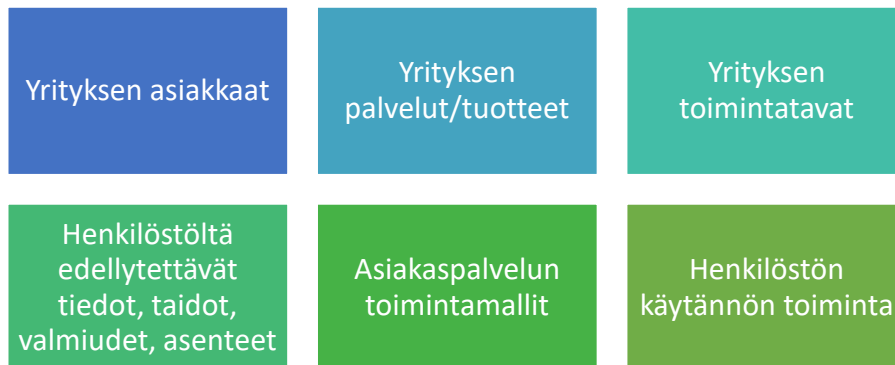 Yrityksen asiakkaat
Yrityksen
palvelut/tuotteet
Yrityksen
toimintatavat
Henkilöstöltä
edellytettävät
tiedot, taidot,
valmiudet, asenteet
Asiakaspalvelun
toimintamallit
Henkilöstön
käytännön toiminta